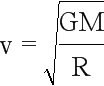 v = √(GM/R)